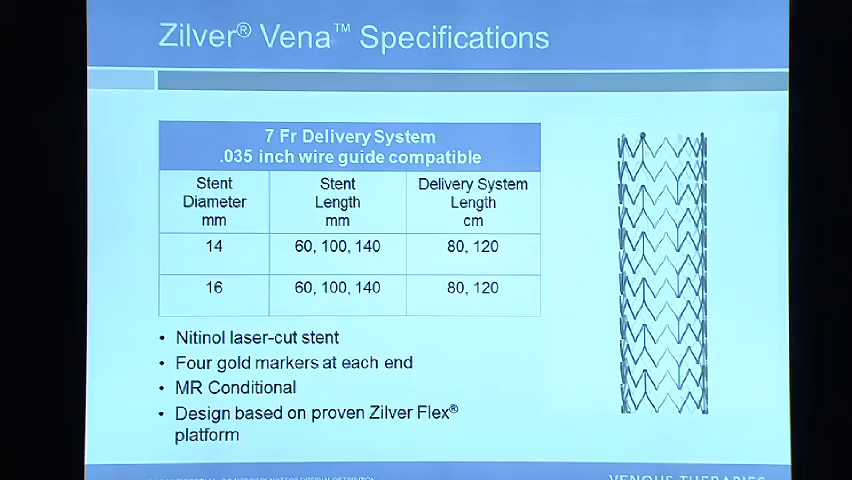 Zilver® Vena™ Specifications
7 Fr Delivery System
.035 inch wire guide compatible
Stent Diameter mm
Stent Length mm
Delivery System Length cm
14 60, 100, 140 80, 120
16 60, 100, 140 80, 120
• Nitinol laser-cut stent
• Four gold markers at each end
• MR Conditional
• Design based on proven Zilver Flex®
platform
VENOUS THERAPIES